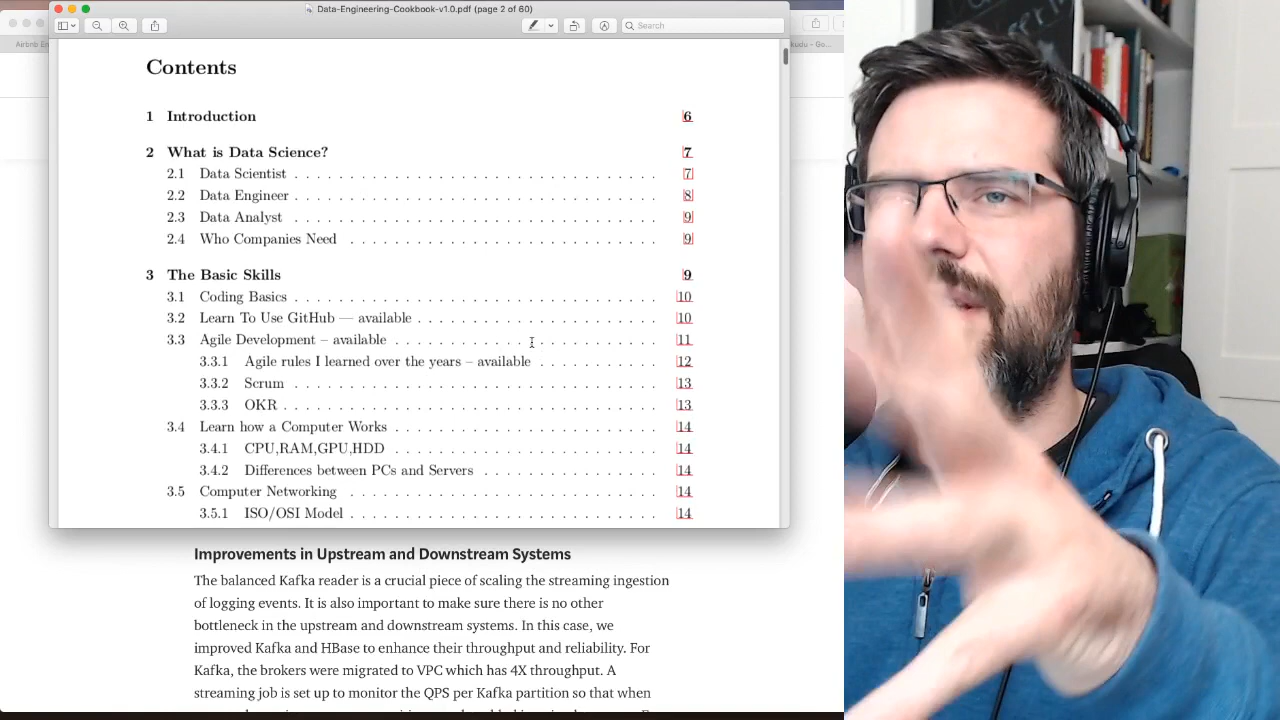 Data-Engineering-Cookbook-v1.0.pdf (page 2 of 60)
Search
Airbnb En
kudu - Go...
Contents
1 Introduction 6
2 What is Data Science? 7
2.1 Data Scientist . . . . . . . . . . . . . . . . . . . . . . . . . . 7
2.2 Data Engineer . . . . . . . . . . . . . . . . . . . . . . . . . . 8
2.3 Data Analyst . . . . . . . . . . . . . . . . . . . . . . . . . . 9
2.4 Who Companies Need . . . . . . . . . . . . . . . . . . . . . . 9
3 The Basic Skills 9
3.1 Coding Basics . . . . . . . . . . . . . . . . . . . . . . . . . . 10
3.2 Learn To Use GitHub — available . . . . . . . . . . . . . . . . . 10
3.3 Agile Development – available . . . . . . . . . . . . . . . . . . . 11
3.3.1 Agile rules I learned over the years – available . . . . . . . . . 12
3.3.2 Scrum . . . . . . . . . . . . . . . . . . . . . . . . . . 13
3.3.3 OKR . . . . . . . . . . . . . . . . . . . . . . . . . . . 13
3.4 Learn how a Computer Works . . . . . . . . . . . . . . . . . . . 14
3.4.1 CPU,RAM,GPU,HDD . . . . . . . . . . . . . . . . . . . 14
3.4.2 Differences between PCs and Servers . . . . . . . . . . . . . 14
3.5 Computer Networking . . . . . . . . . . . . . . . . . . . . . . 14
3.5.1 ISO/OSI Model . . . . . . . . . . . . . . . . . . . . . . 14
Improvements in Upstream and Downstream Systems
The balanced Kafka reader is a crucial piece of scaling the streaming ingestion
of logging events. It is also important to make sure there is no other
bottleneck in the upstream and downstream systems. In this case, we
improved Kafka and HBase to enhance their throughput and reliability. For
Kafka, the brokers were migrated to VPC which has 4X throughput. A
streaming job is set up to monitor the QPS per Kafka partition so that when